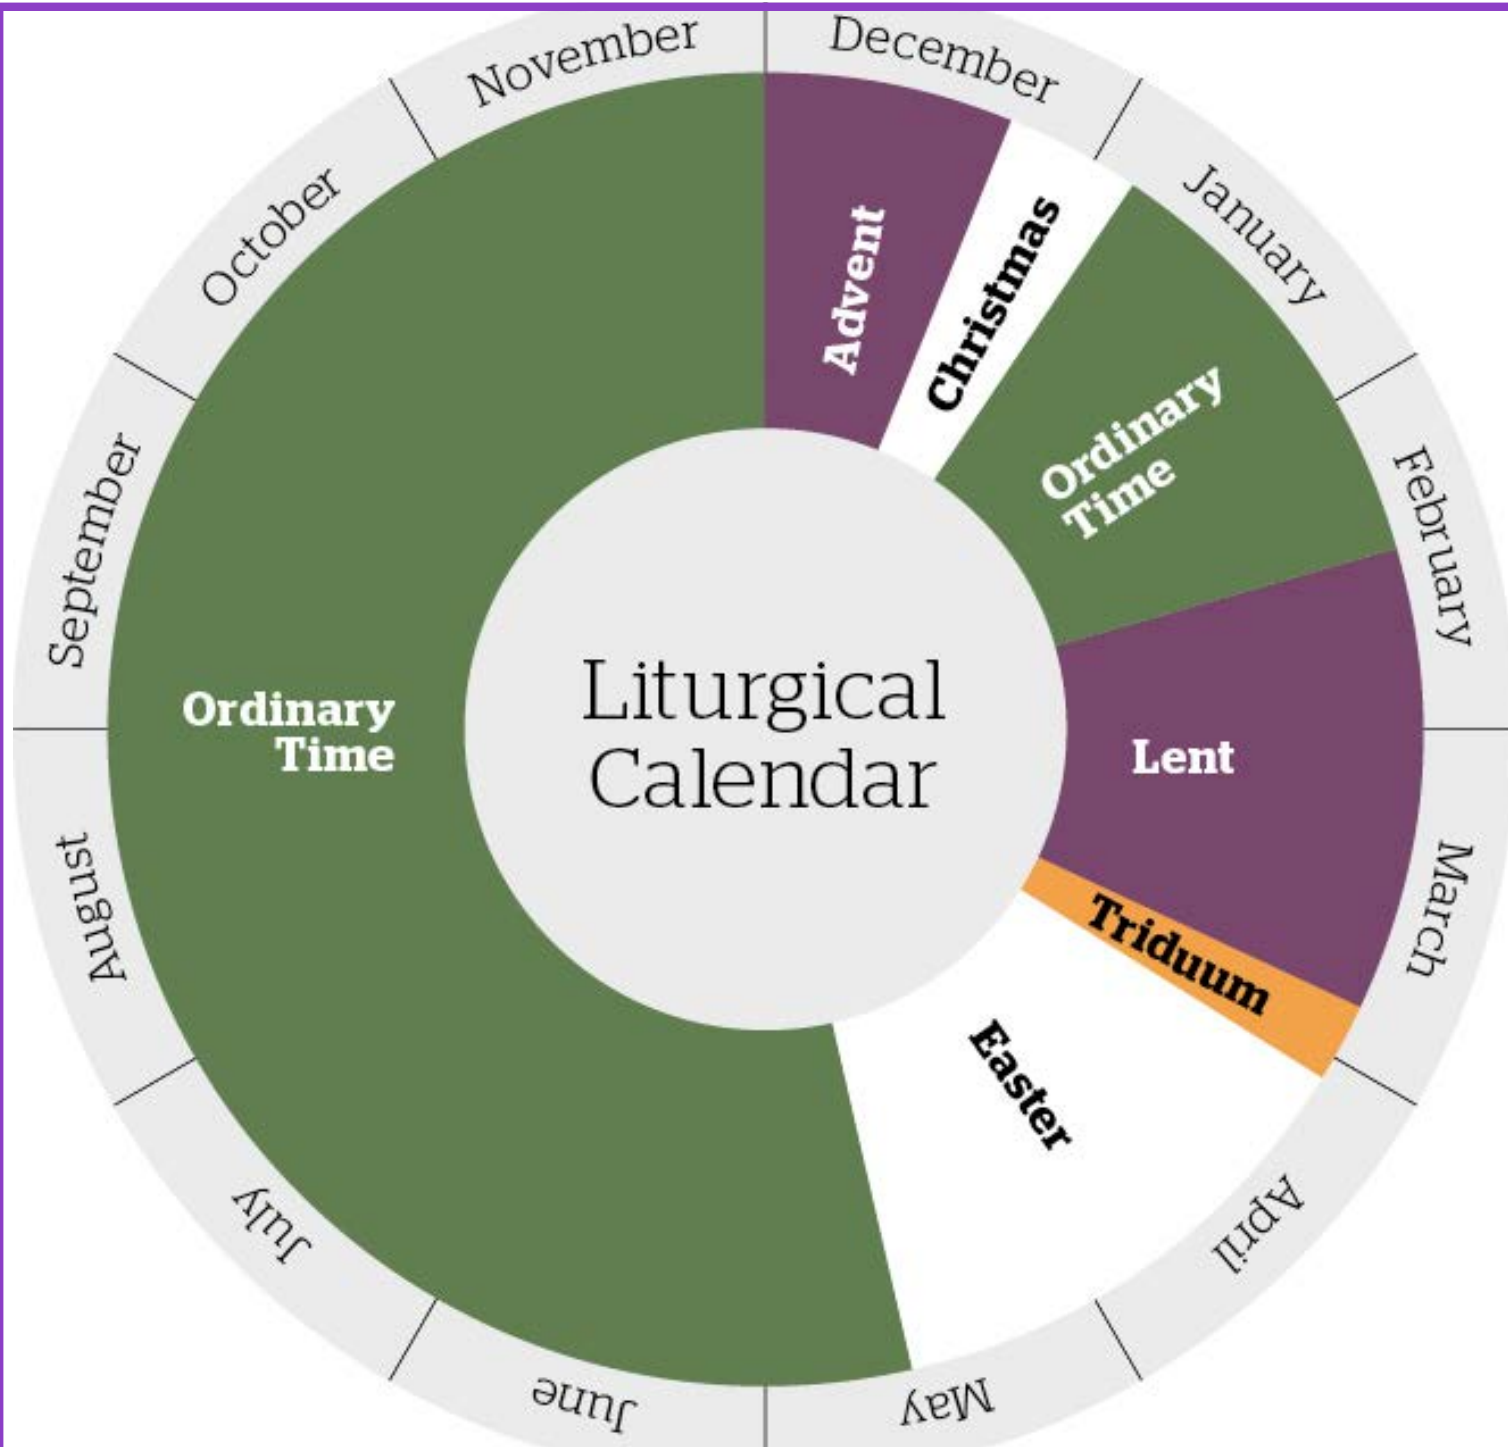 Liturgical
Calendar
December
January
February
March
April
May
June
July
August
September
October
November
Advent
Christmas
Ordinary
Time
Lent
Triduum
Easter
Ordinary
Time